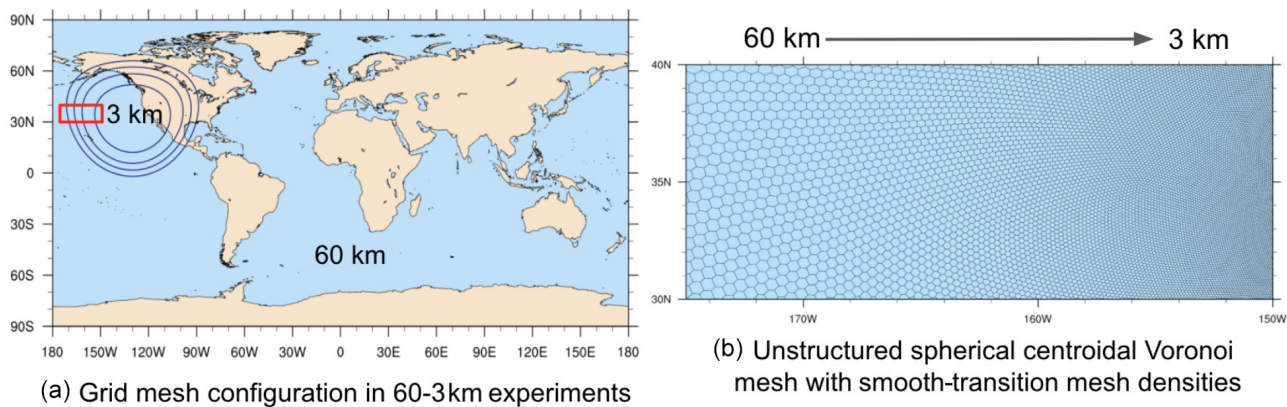 90N
60N
30N
0
30S
60S
90S
180 150W 120W 90W 60W 30W 0 30E 60E 90E 120E 150E 180
3 km
60 km
(a) Grid mesh configuration in 60-3km experiments
60 km 3 km
40N
35N
30N
170W 160W 150W
(b) Unstructured spherical centroidal Voronoi
mesh with smooth-transition mesh densities